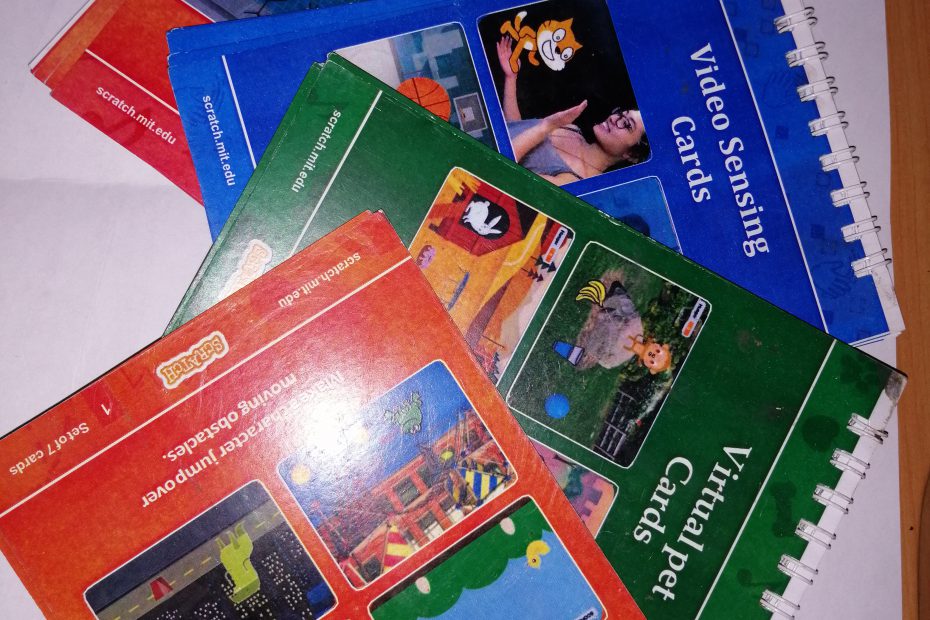 scratch.mit.edu
scratch.mit.edu
Video Sensing
Cards
scratch.mit.edu
Virtual pet
Cards
scratch.mit.edu
SCRATCH
Make a character jump over
moving obstacles.
1
Set of 7 cards